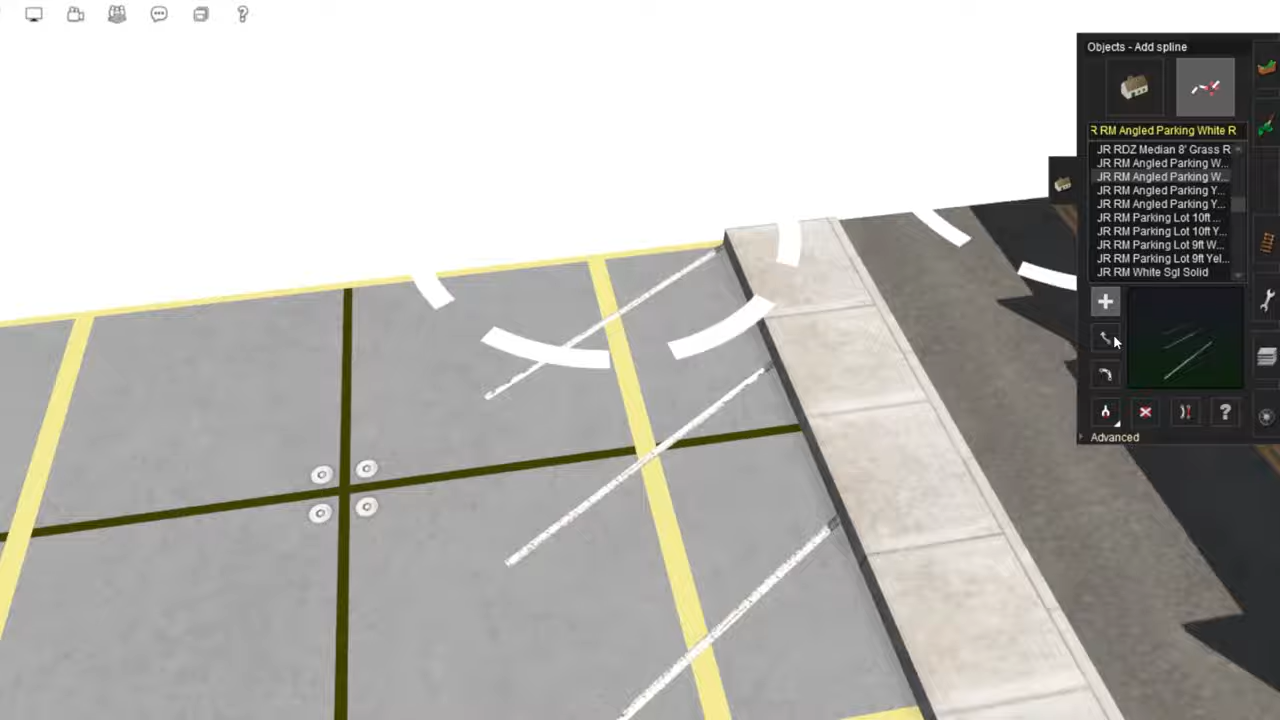 Objects - Add spline
R RM Angled Parking White R
JR RDZ Median 8' Grass R
JR RM Angled Parking W...
JR RM Angled Parking W...
JR RM Angled Parking Y...
JR RM Angled Parking Y...
JR RM Parking Lot 10ft ...
JR RM Parking Lot 10ft Y...
JR RM Parking Lot 9ft W...
JR RM Parking Lot 9ft Yel...
JR RM White Sgl Solid
Advanced